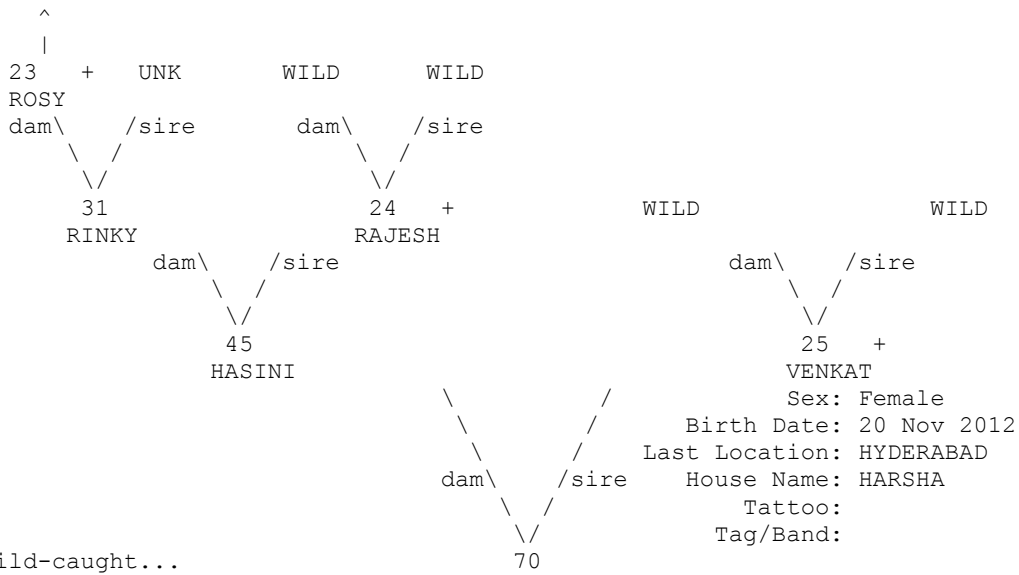 ^
|
23 + UNK WILD WILD
ROSY
dam\ /sire dam\ /sire
\ / \ /
\/ \/
31 24 + WILD WILD
RINKY RAJESH
dam\ /sire dam\ /sire
\ / \ /
\/ \/
45 25 +
HASINI VENKAT
\ / Sex: Female
\ / Birth Date: 20 Nov 2012
\ / Last Location: HYDERABAD
dam\ /sire House Name: HARSHA
\ / Tattoo:
\/ Tag/Band:
ild-caught... 70